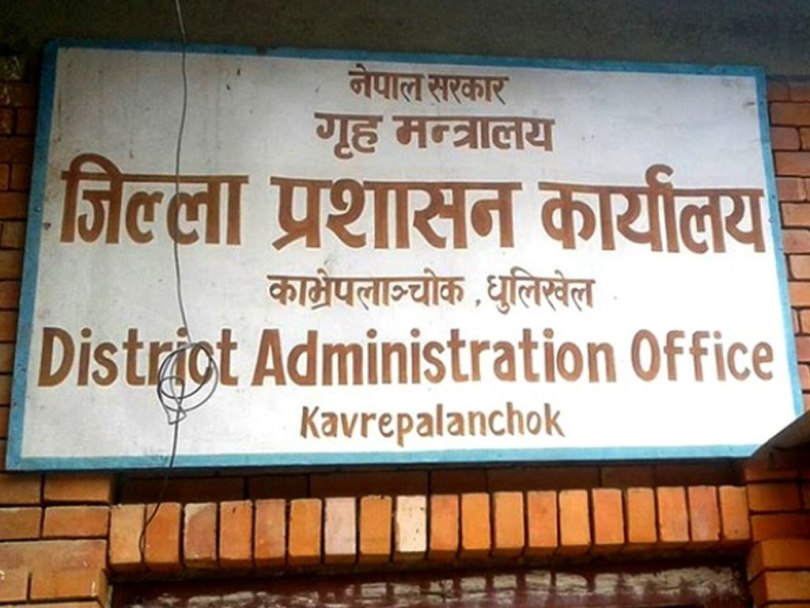 नेपाल सरकार
गृह मन्त्रालय
जिल्ला प्रशासन कार्यालय
काभ्रेपलाञ्चोक , धुलिखेल
District Administration Office
Kavrepalanchok